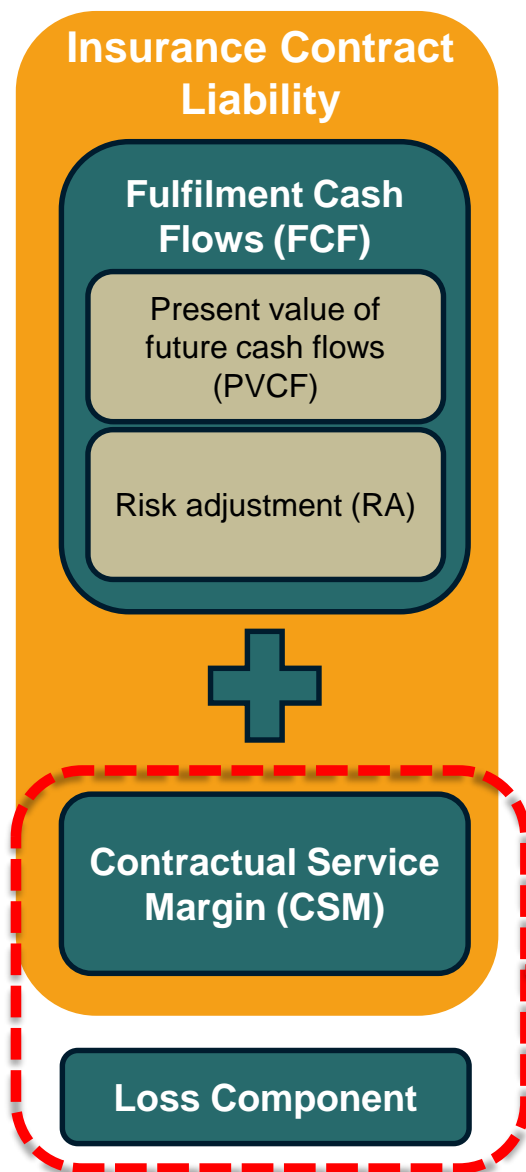 Insurance Contract
Liability
Fulfilment Cash
Flows (FCF)
Present value of
future cash flows
(PVCF)
Risk adjustment (RA)
Contractual Service
Margin (CSM)
Loss Component